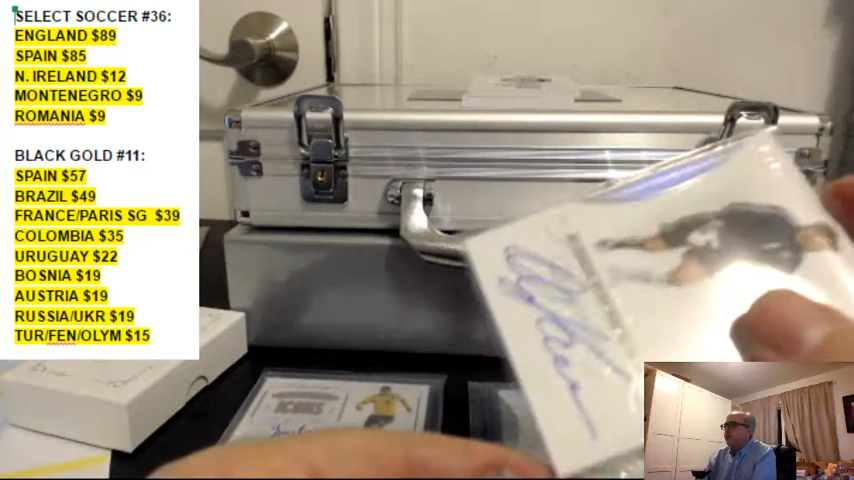 SELECT SOCCER #36:
ENGLAND $89
SPAIN $85
N. IRELAND $12
MONTENEGRO $9
ROMANIA $9
BLACK GOLD #11:
SPAIN $57
BRAZIL $49
FRANCE/PARIS SG $39
COLOMBIA $35
URUGUAY $22
BOSNIA $19
AUSTRIA $19
RUSSIA/UKR $19
TUR/FEN/OLYM $15